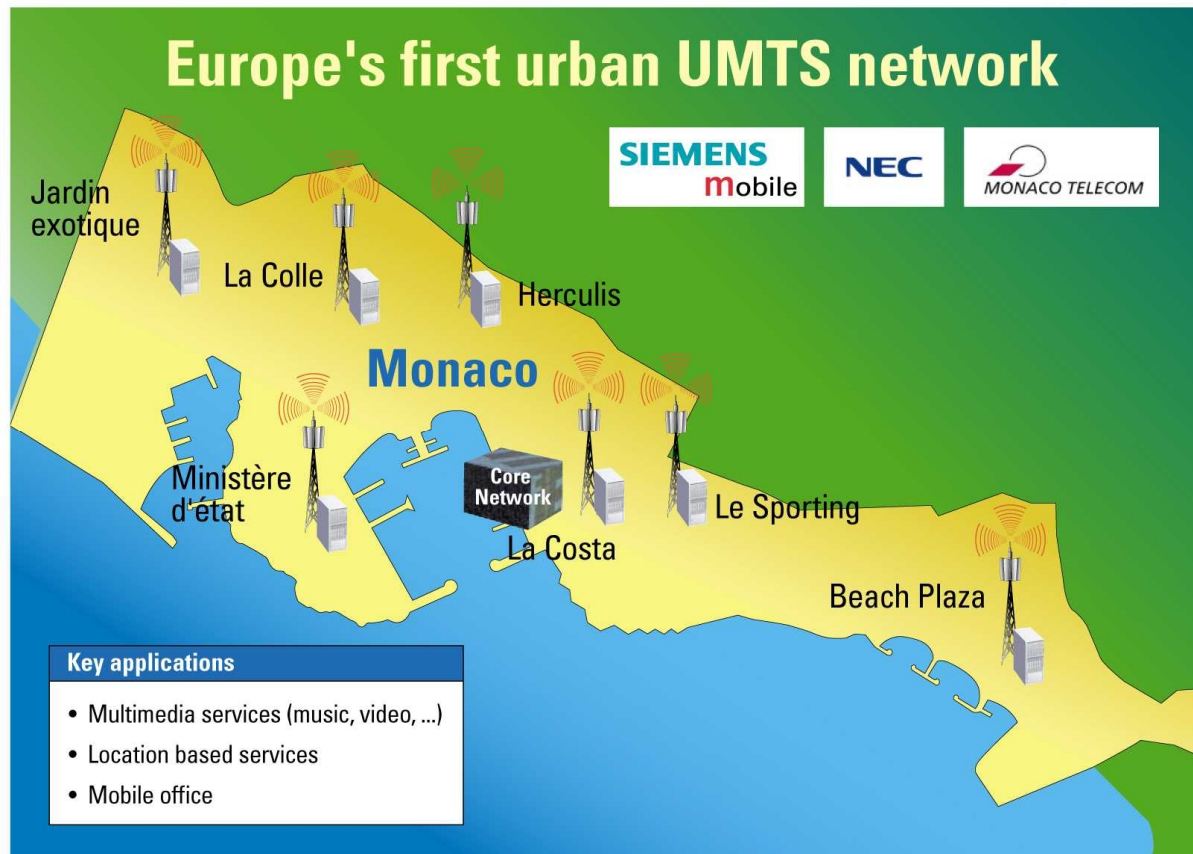 Europe's first urban UMTS network
SIEMENS
mobile
NEC
MONACO TELECOM
Jardin
exotique
La Colle
Herculis
Monaco
Ministère
d'état
Core
Network
La Costa
Le Sporting
Beach Plaza
Key applications
• Multimedia services (music, video, ...)
• Location based services
• Mobile office